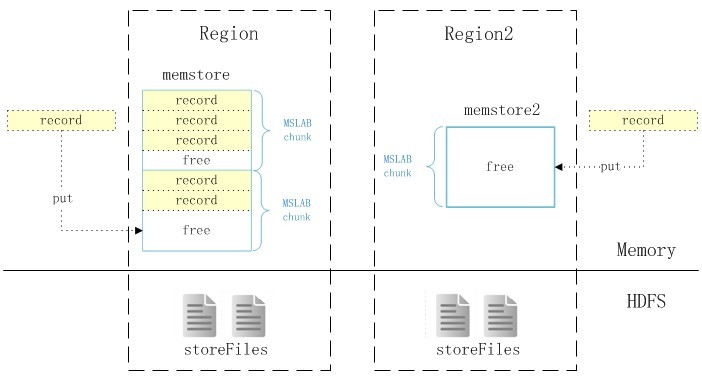 Region
Region2
memstore
record
record
record
free
record
record
free
MSLAB
chunk
MSLAB
chunk
record
put
memstore2
free
MSLAB
chunk
record
put
Memory
HDFS
storeFiles
storeFiles